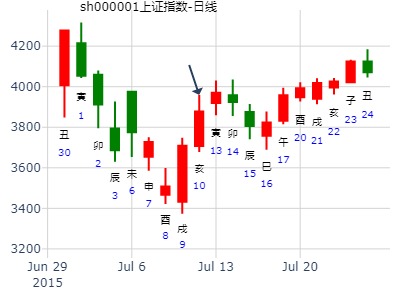 sh000001上证指数-日线
4200
4000
3800
3600
3400
3200
丑
30
寅
1
卯
2
辰
3
未
6
申
7
酉
8
戌
9
亥
10
寅
13
卯
14
辰
15
巳
16
午
17
酉
20
戌
21
亥
22
子
23
丑
24
Jun 29
2015
Jul 6
Jul 13
Jul 20